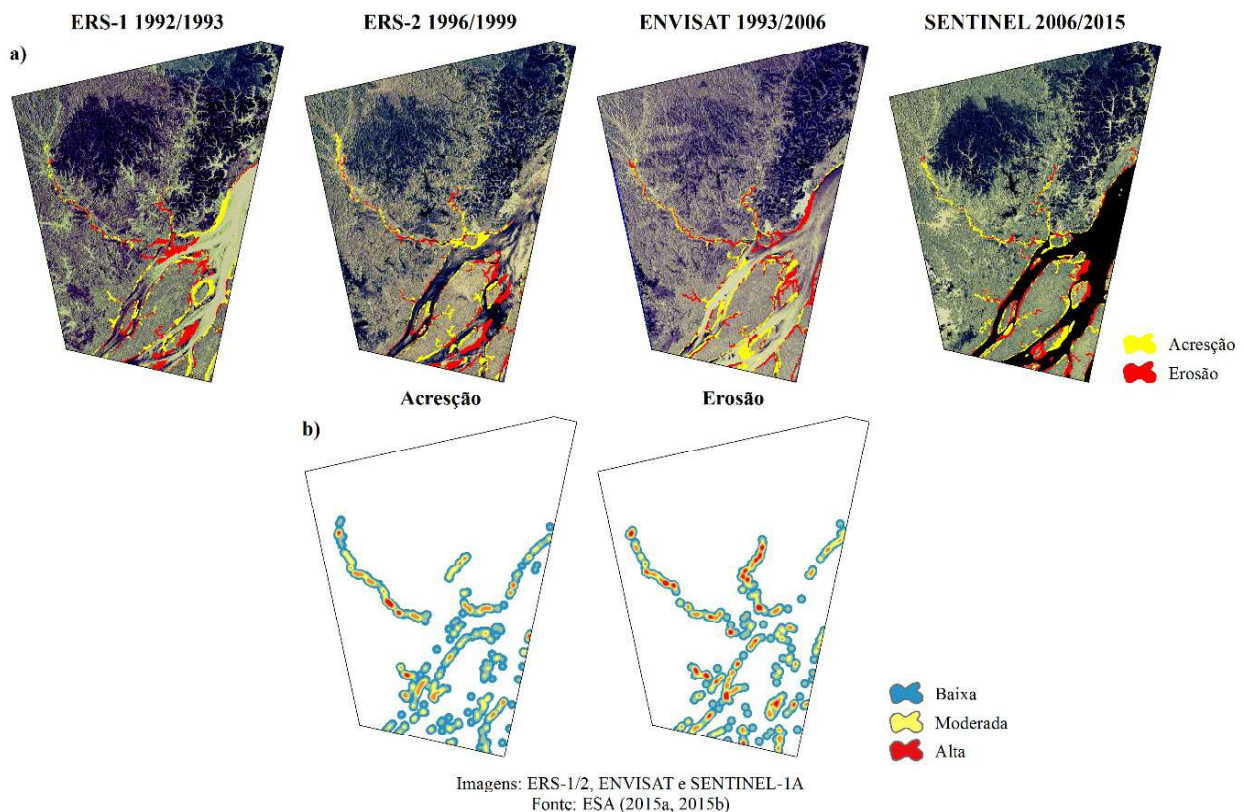 ERS-1 1992/1993
ERS-2 1996/1999
ENVISAT 1993/2006
SENTINEL 2006/2015
a)
Acresção
Erosão
Acresção
Erosão
b)
Baixa
Moderada
Alta
Imagens: ERS-1/2, ENVISAT e SENTINEL-1A
Fonte: ESA (2015a, 2015b)